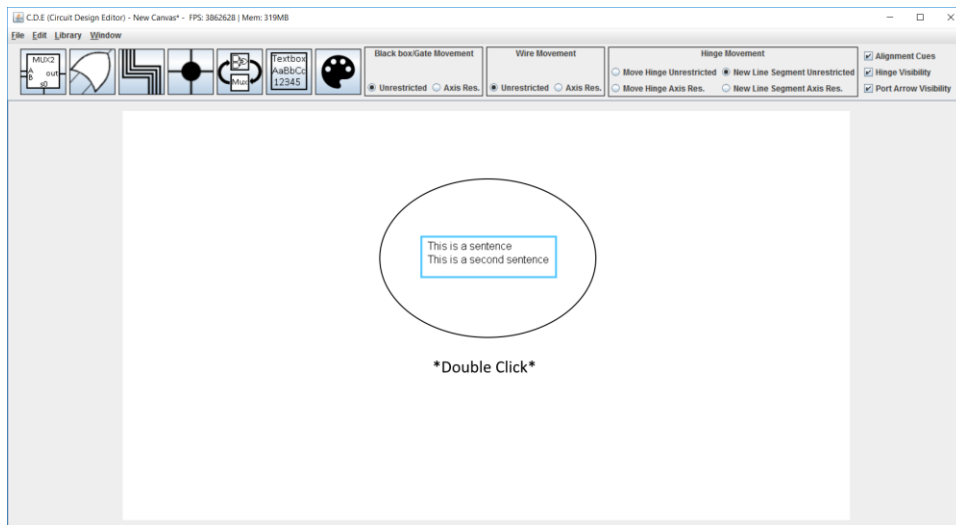 C.D.E (Circuit Design Editor) - New Canvas* - FPS: 3862628 | Mem: 319MB
File Edit Library Window
MUX2
A
B
out
s0
Mux
Textbox
AaBbCc
12345
Black box/Gate Movement
Unrestricted Axis Res.
Wire Movement
Unrestricted Axis Res.
Hinge Movement
Move Hinge Unrestricted New Line Segment Unrestricted
Move Hinge Axis Res. New Line Segment Axis Res.
Alignment Cues
Hinge Visibility
Port Arrow Visibility
This is a sentence
This is a second sentence
*Double Click*